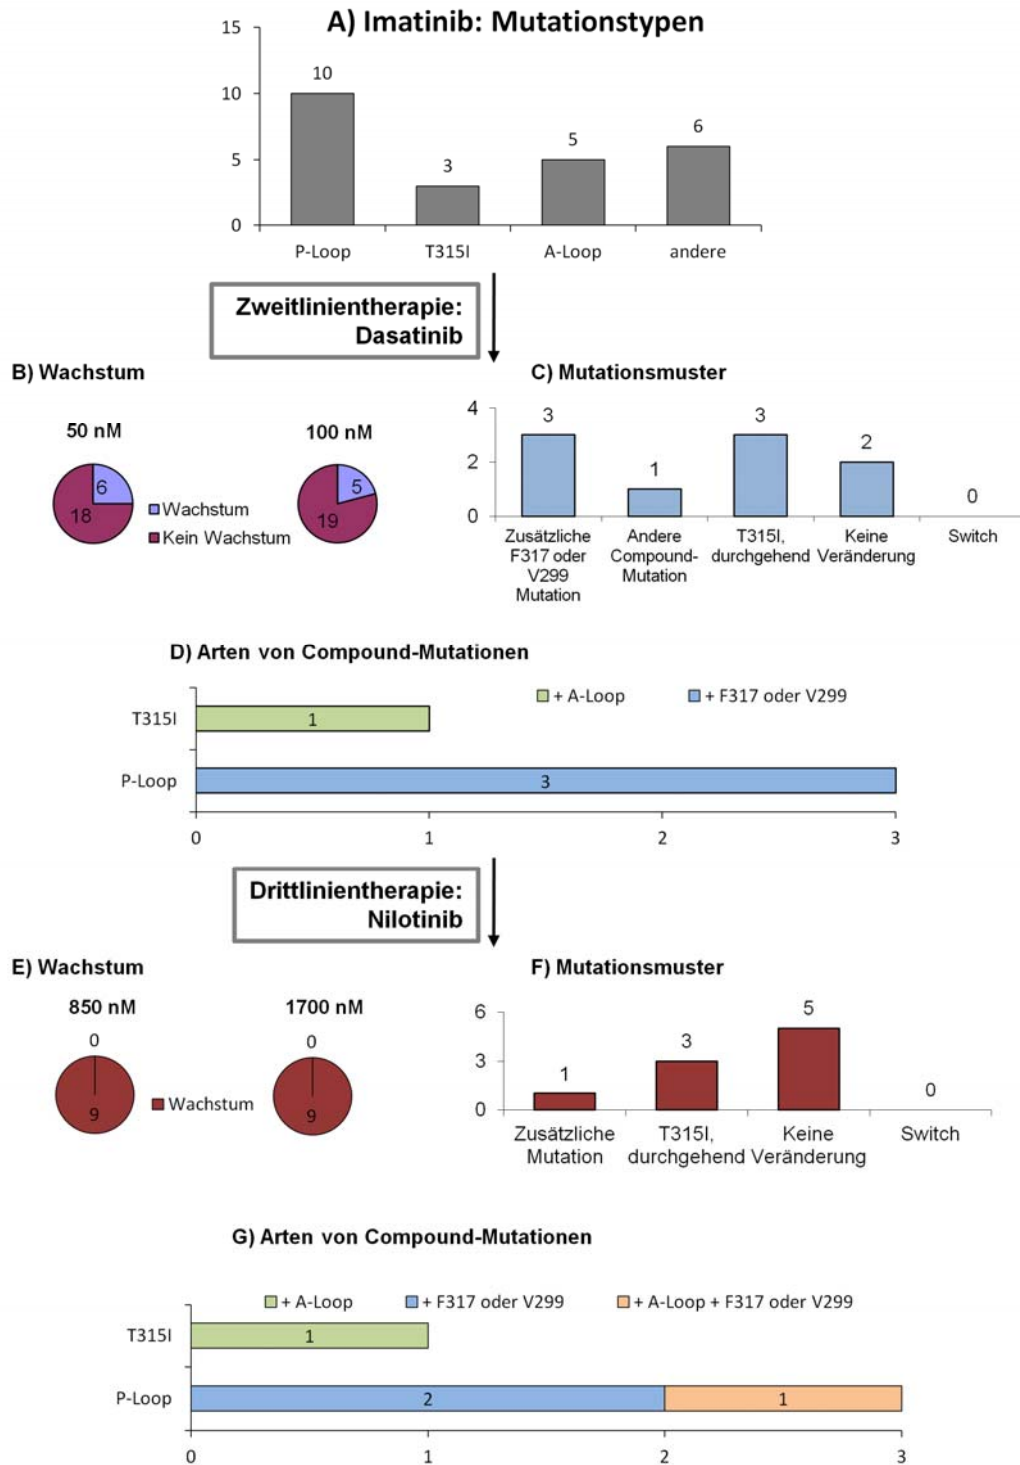 A) Imatinib: Mutationstypen
15
10
5
0
10
3
5
6
P-Loop
T315I
A-Loop
andere
Zweitlinientherapie:
Dasatinib
B) Wachstum
50 nM
100 nM
6
18
5
19
Wachstum
Kein Wachstum
C) Mutationsmuster
4
2
0
3
1
3
2
0
Zusätzliche
F317 oder
V299
Mutation
Andere
Compound-
Mutation
T315I,
durchgehend
Keine
Veränderung
Switch
D) Arten von Compound-Mutationen
+ A-Loop
+ F317 oder V299
T315I
1
P-Loop
3
0
1
2
3
Drittlinientherapie:
Nilotinib
E) Wachstum
850 nM
1700 nM
0
9
0
9
Wachstum
F) Mutationsmuster
6
3
0
1
3
5
0
Zusätzliche
Mutation
T315I,
durchgehend
Keine
Veränderung
Switch
G) Arten von Compound-Mutationen
+ A-Loop
+ F317 oder V299
+ A-Loop + F317 oder V299
T315I
1
P-Loop
2
1
0
1
2
3